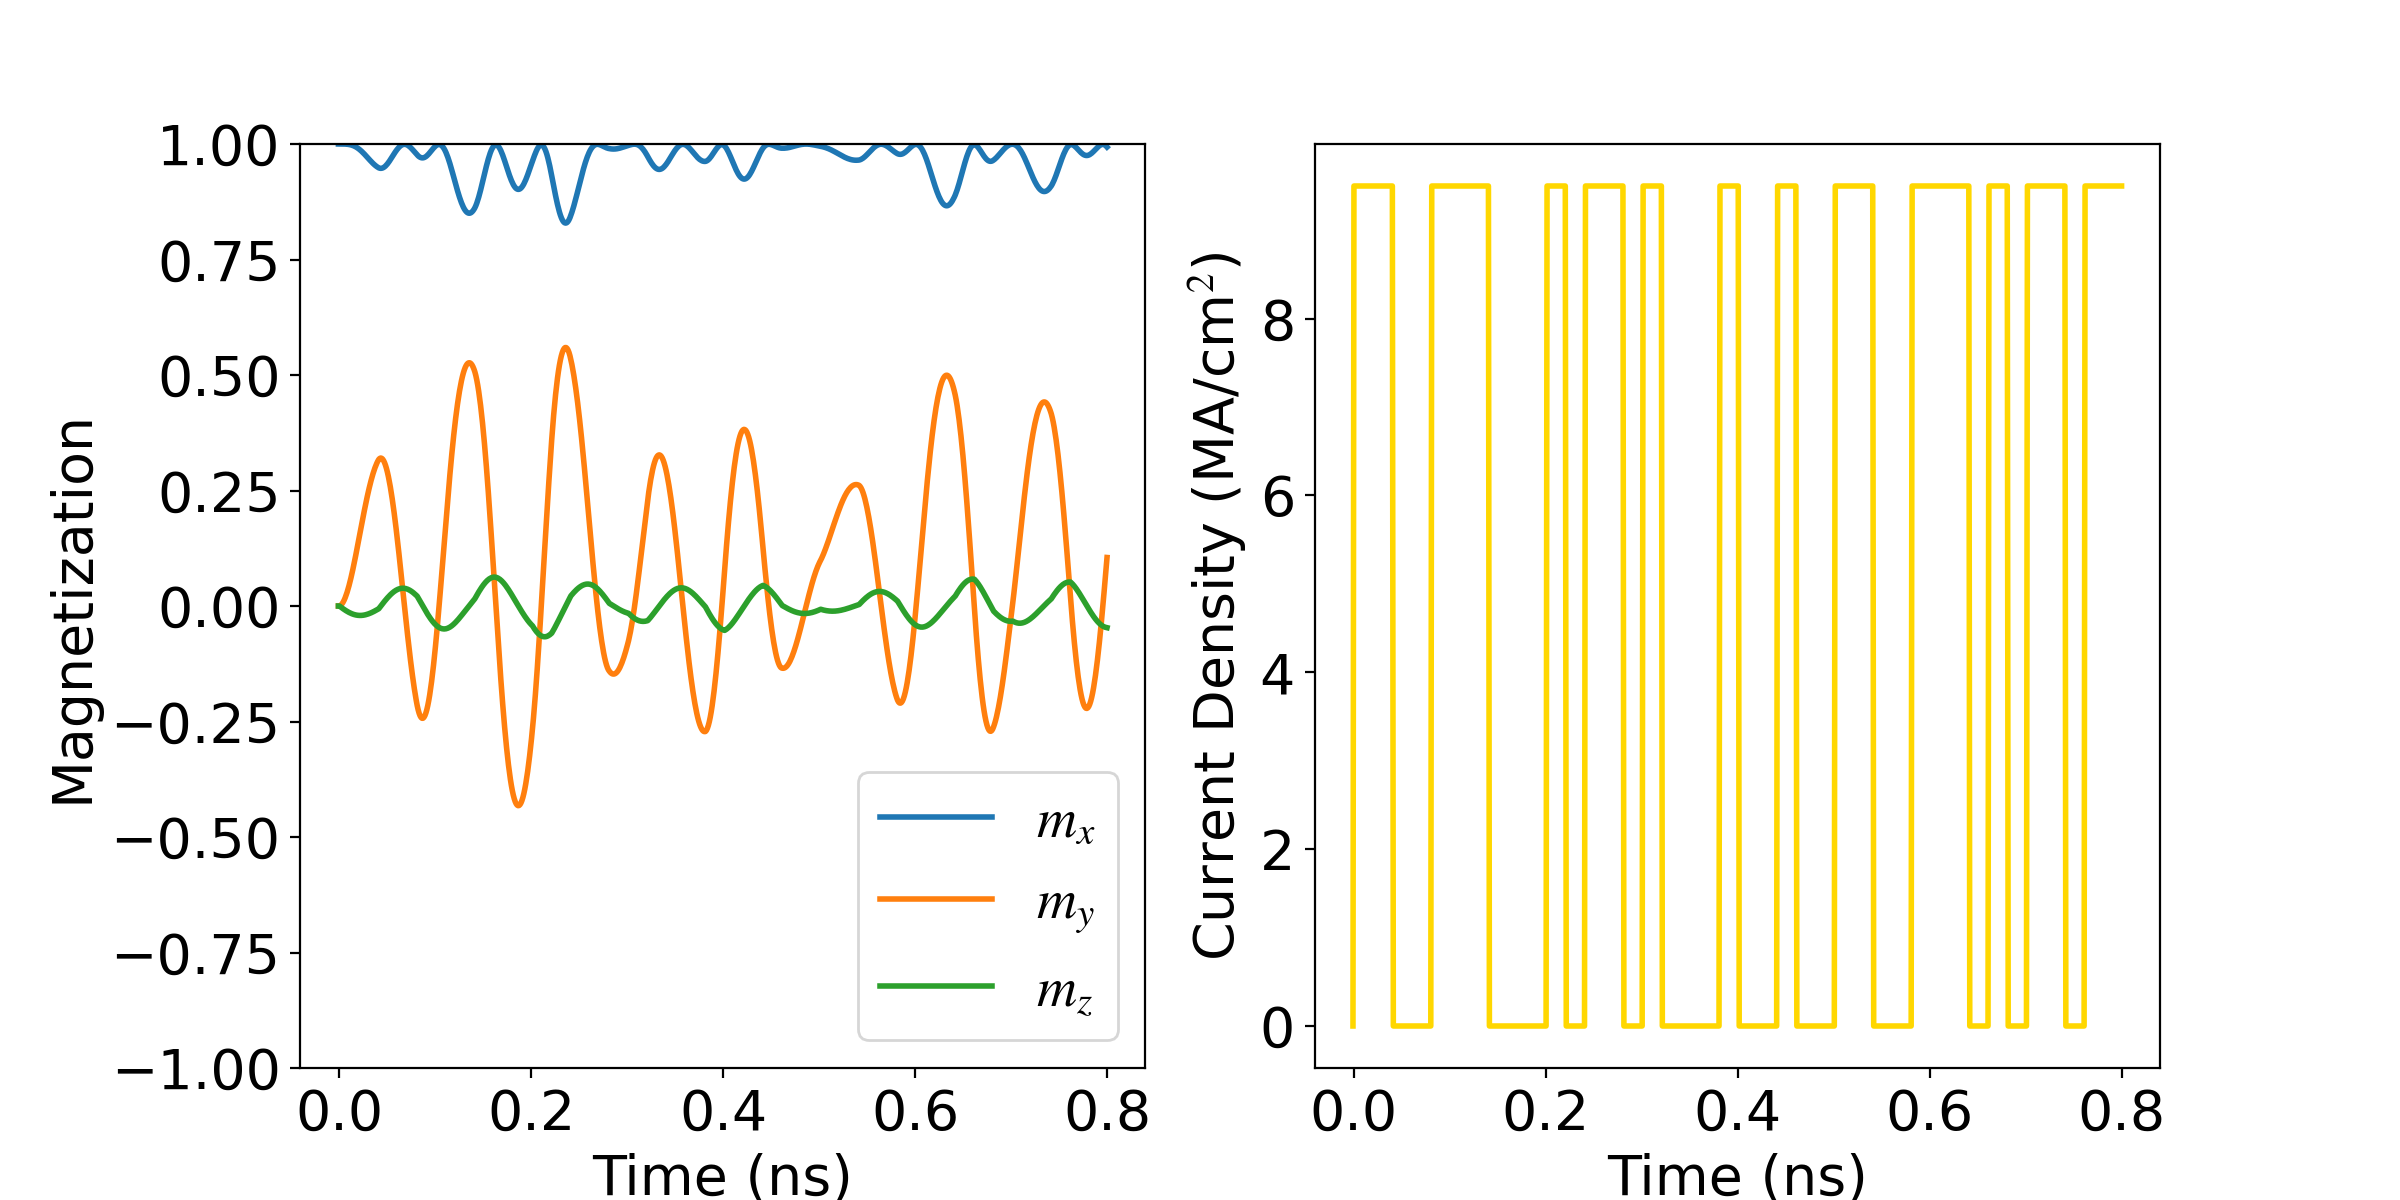 1.00
0.75
0.50
0.25
0.00
−0.25
−0.50
−0.75
−1.00
Magnetization
0.0 0.2 0.4 0.6 0.8
Time (ns)
m_x
m_y
m_z
8
6
4
2
0
Current Density (MA/cm²)
0.0 0.2 0.4 0.6 0.8
Time (ns)